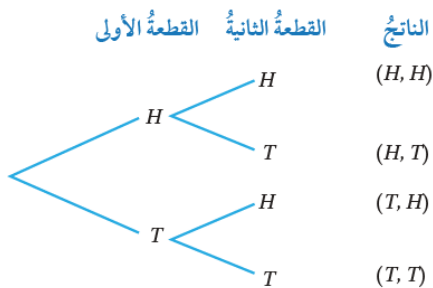 القطعةُ الأولى القطعةُ الثانيةُ الناتجُ
H (H, H)
H
T (H, T)
H (T, H)
T
T (T, T)